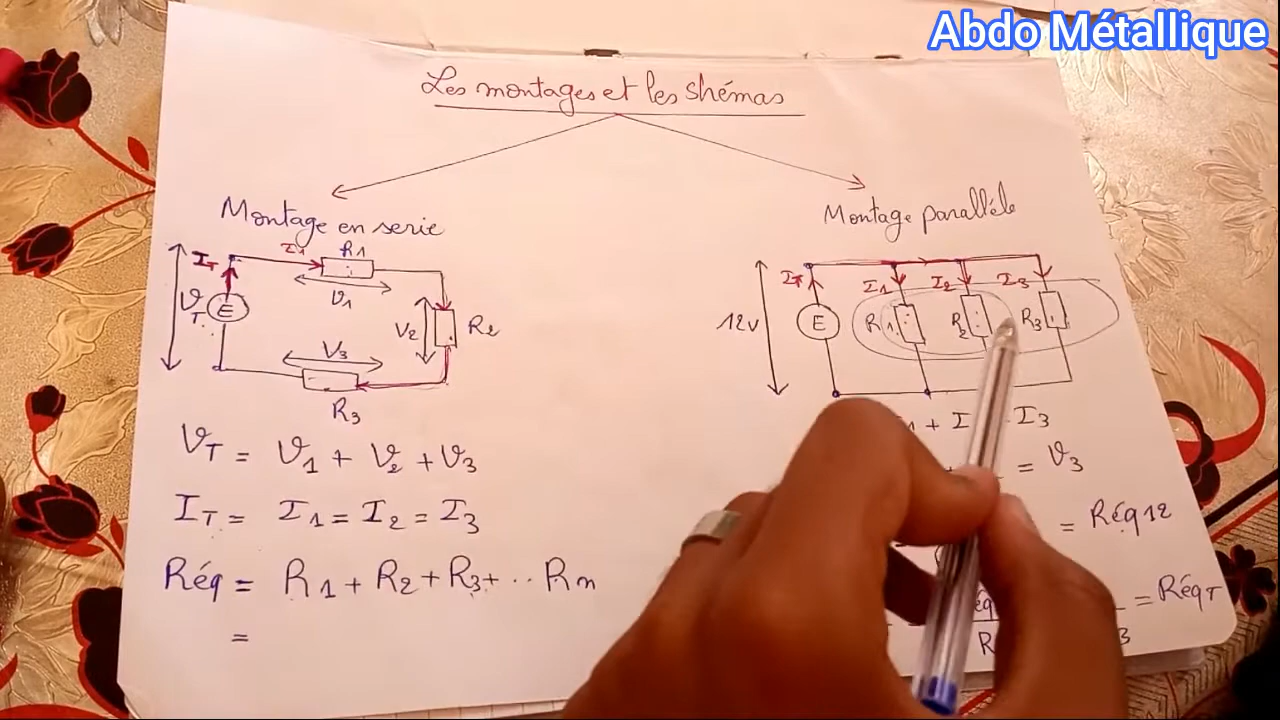 Abdo Métallique
Les montages et les shémas
Montage en serie
IT
I1
R1
V1
VT
E
V2
R2
V3
R3
VT = V1 + V2 + V3
IT = I1 = I2 = I3
Réq = R1 + R2 + R3 + .. Rn
=
Montage parallèle
IT
I1
I2
I3
12v
E
R1
R2
R3
1 + I I3
= V3
= Réq12
= RéqT